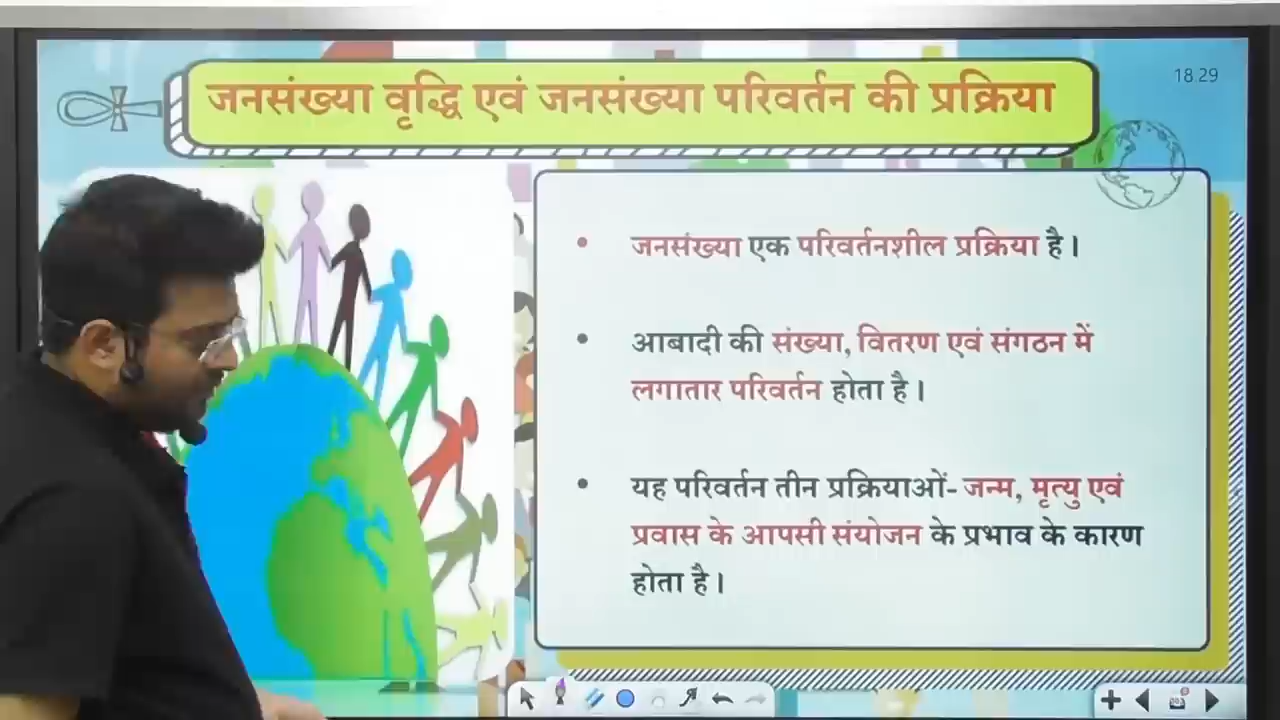 जनसंख्या वृद्धि एवं जनसंख्या परिवर्तन की प्रक्रिया
18.29
• जनसंख्या एक परिवर्तनशील प्रक्रिया है।
• आबादी की संख्या, वितरण एवं संगठन में
लगातार परिवर्तन होता है।
• यह परिवर्तन तीन प्रक्रियाओं- जन्म, मृत्यु एवं
प्रवास के आपसी संयोजन के प्रभाव के कारण
होता है।